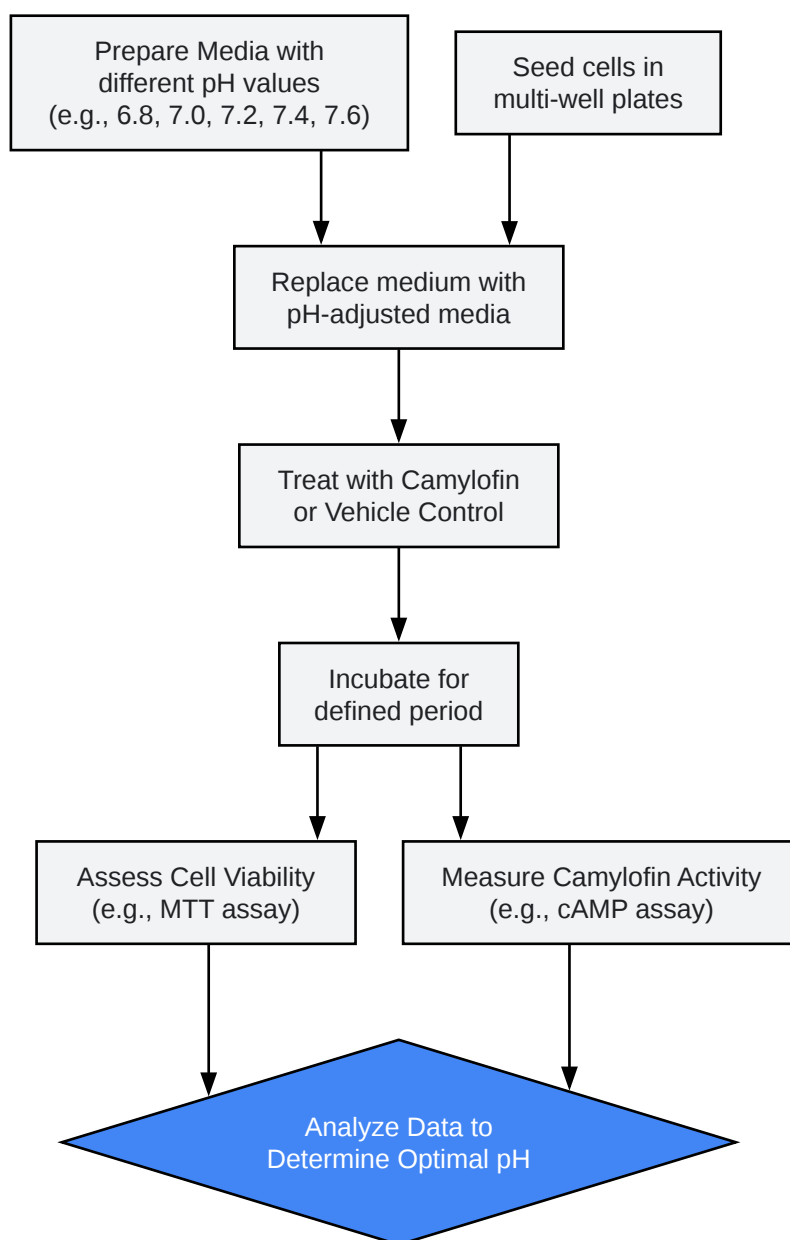 Prepare Media with
different pH values
(e.g., 6.8, 7.0, 7.2, 7.4, 7.6)
Seed cells in
multi-well plates
Replace medium with
pH-adjusted media
Treat with Camylofin
or Vehicle Control
Incubate for
defined period
Assess Cell Viability
(e.g., MTT assay)
Measure Camylofin Activity
(e.g., cAMP assay)
Analyze Data to
Determine Optimal pH